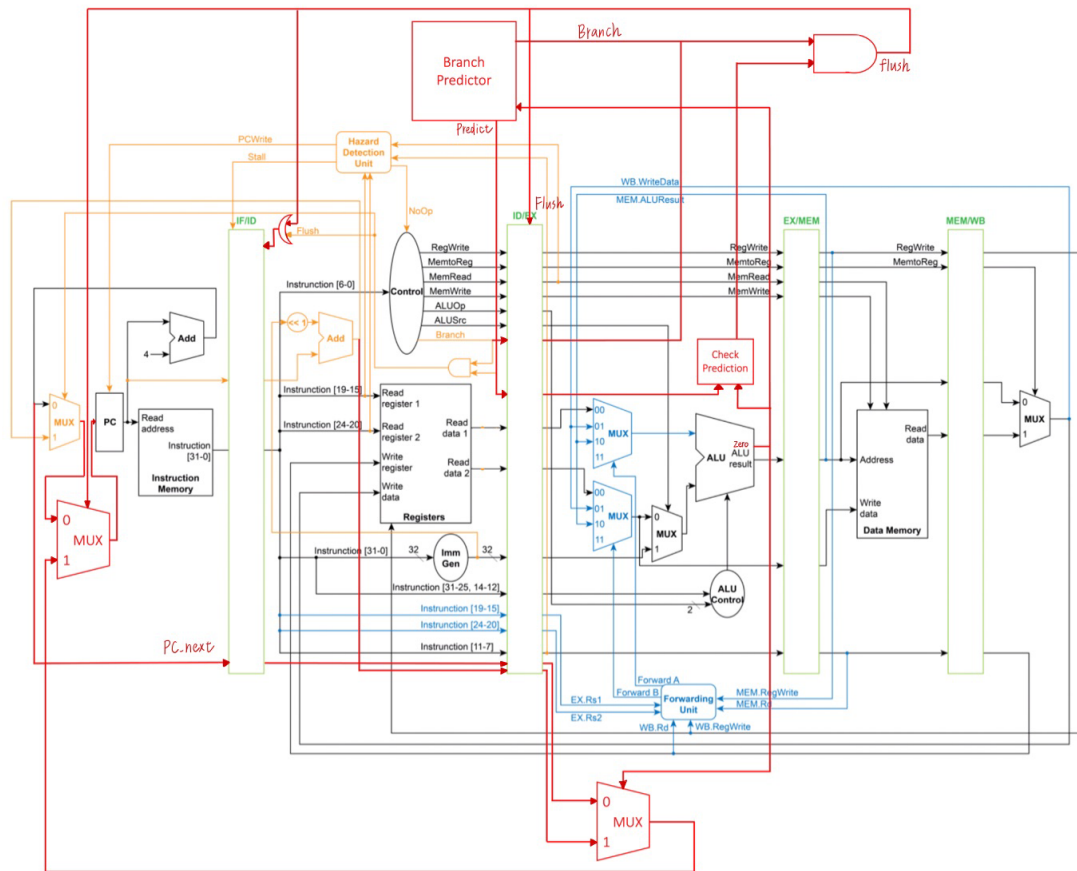 Branch
Branch
Predictor
flush
Predict
PCWrite
Stall
Hazard
Detection
Unit
WB.WriteData
MEM.ALUResult
NoOp
Flush
IF/ID
Flush
ID/EX
EX/MEM
MEM/WB
RegWrite
MemtoReg
MemRead
MemWrite
ALUOp
ALUSrc
Branch
Control
Instruction [6-0]
RegWrite
MemtoReg
MemRead
MemWrite
RegWrite
MemtoReg
Add
4
<< 1
Add
Check
Prediction
0
MUX
1
PC
Read
address
Instruction
[31-0]
Instruction
Memory
Instruction [19-15]
Instruction [24-20]
Read
register 1
Read
register 2
Write
register
Write
data
Read
data 1
Read
data 2
Registers
00
01
10
11
MUX
00
01
10
11
MUX
0
MUX
1
Zero
ALU
ALU
result
Address
Read
data
Write
data
Data Memory
0
MUX
1
0
MUX
1
Instruction [31-0]
32
Imm
Gen
32
Instruction [31-25, 14-12]
ALU
Control
2
Instruction [19-15]
Instruction [24-20]
Instruction [11-7]
PC_next
Forward A
Forward B
Forwarding
Unit
EX.Rs1
EX.Rs2
MEM.RegWrite
MEM.Rd
WB.Rd
WB.RegWrite
0
MUX
1